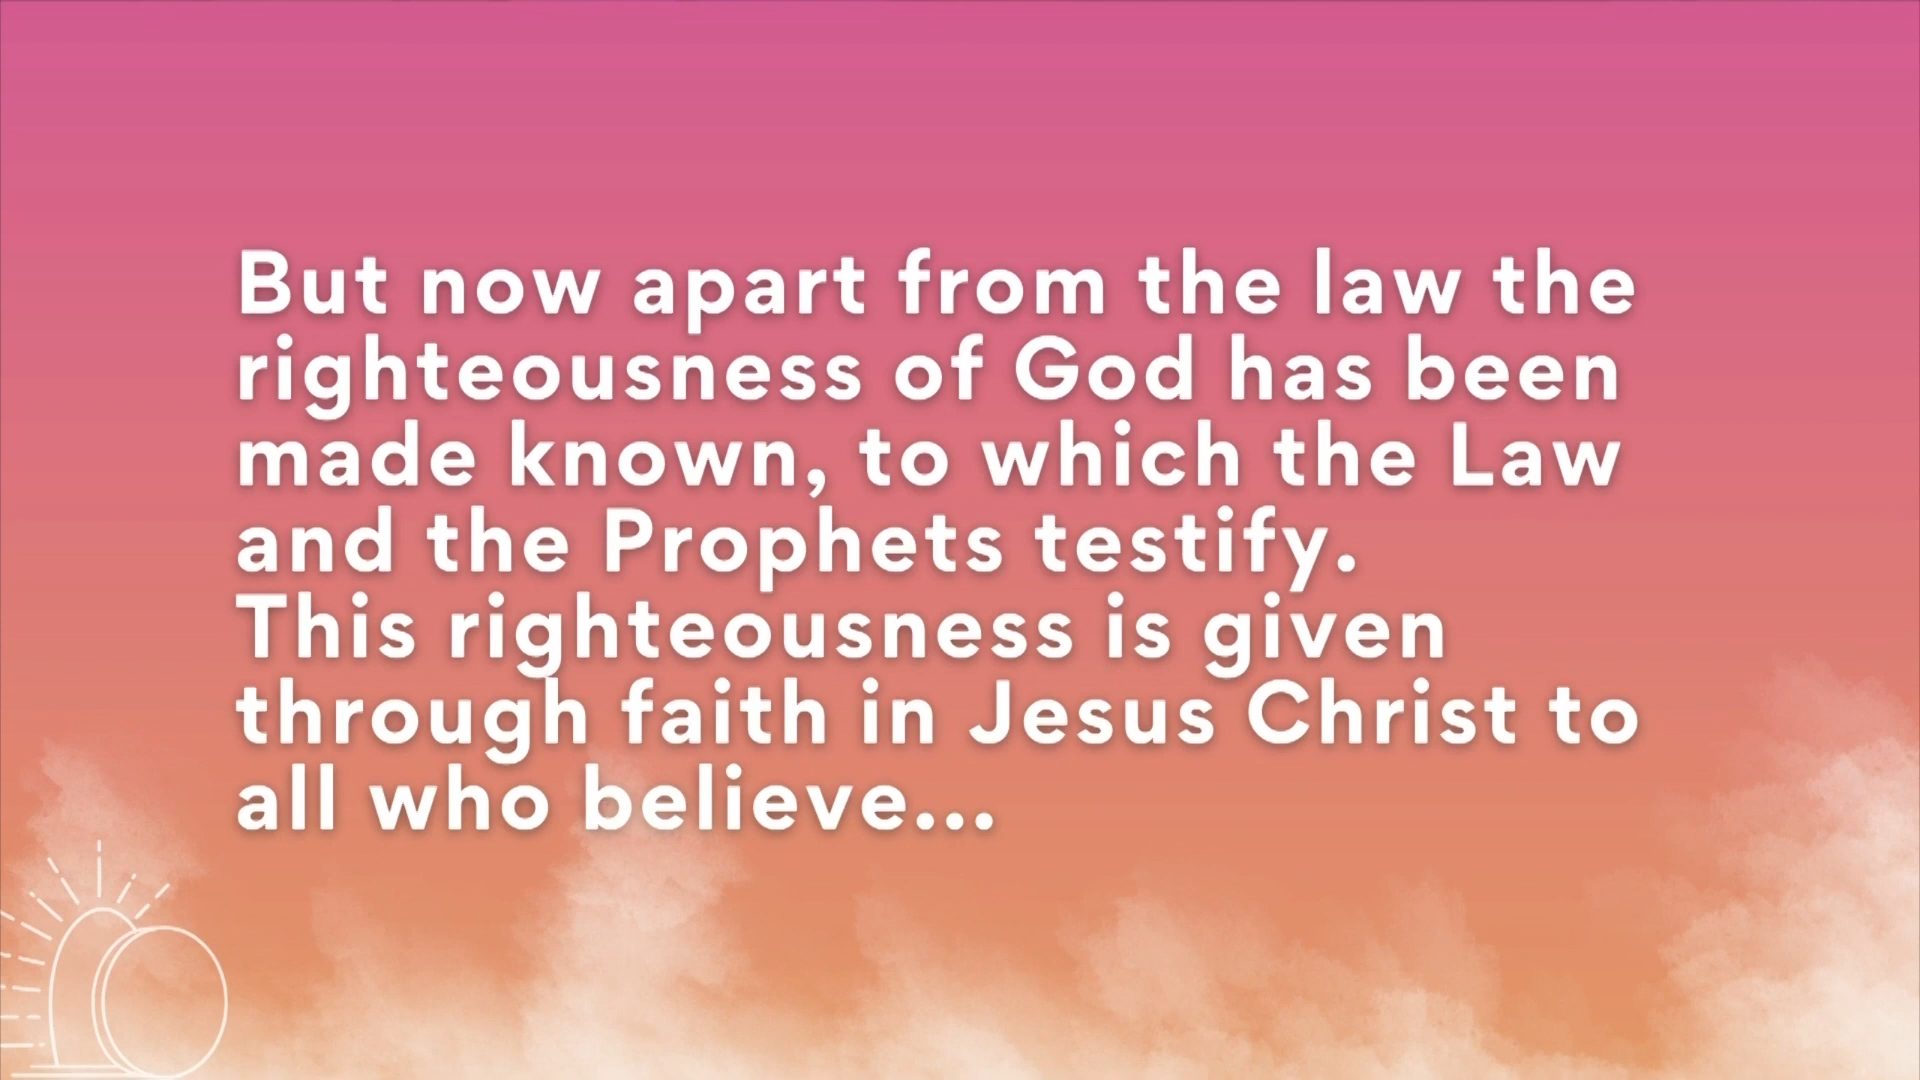 But now apart from the law the
righteousness of God has been
made known, to which the Law
and the Prophets testify.
This righteousness is given
through faith in Jesus Christ to
all who believe...